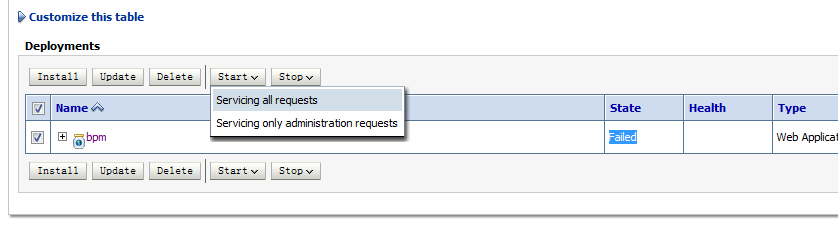 Customize this table
Deployments
Install Update Delete Start Stop
Servicing all requests
Servicing only administration requests
Name State Health Type
bpm Failed Web Applic
Install Update Delete Start Stop